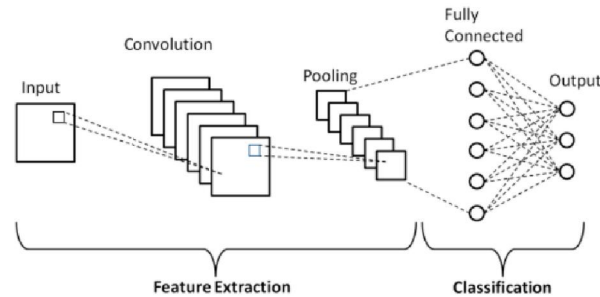 Fully
Connected
Convolution
Pooling
Output
Input
Feature Extraction
Classification